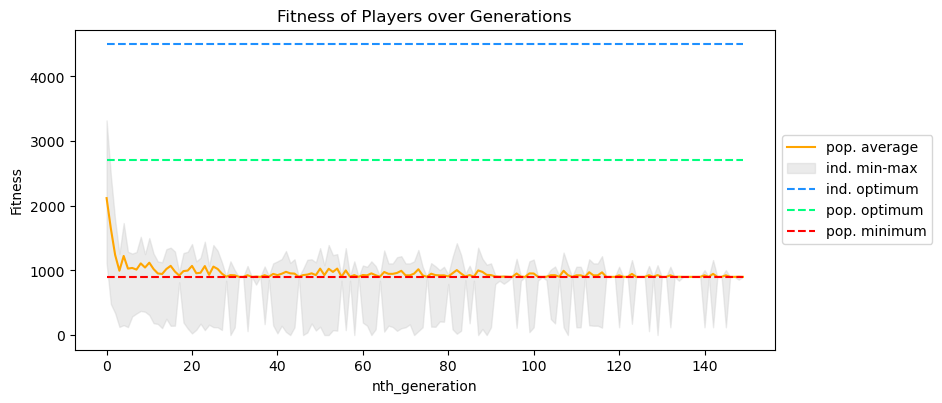 Fitness of Players over Generations
Fitness
4000
3000
2000
1000
0
0 20 40 60 80 100 120 140
nth_generation
pop. average
ind. min-max
ind. optimum
pop. optimum
pop. minimum